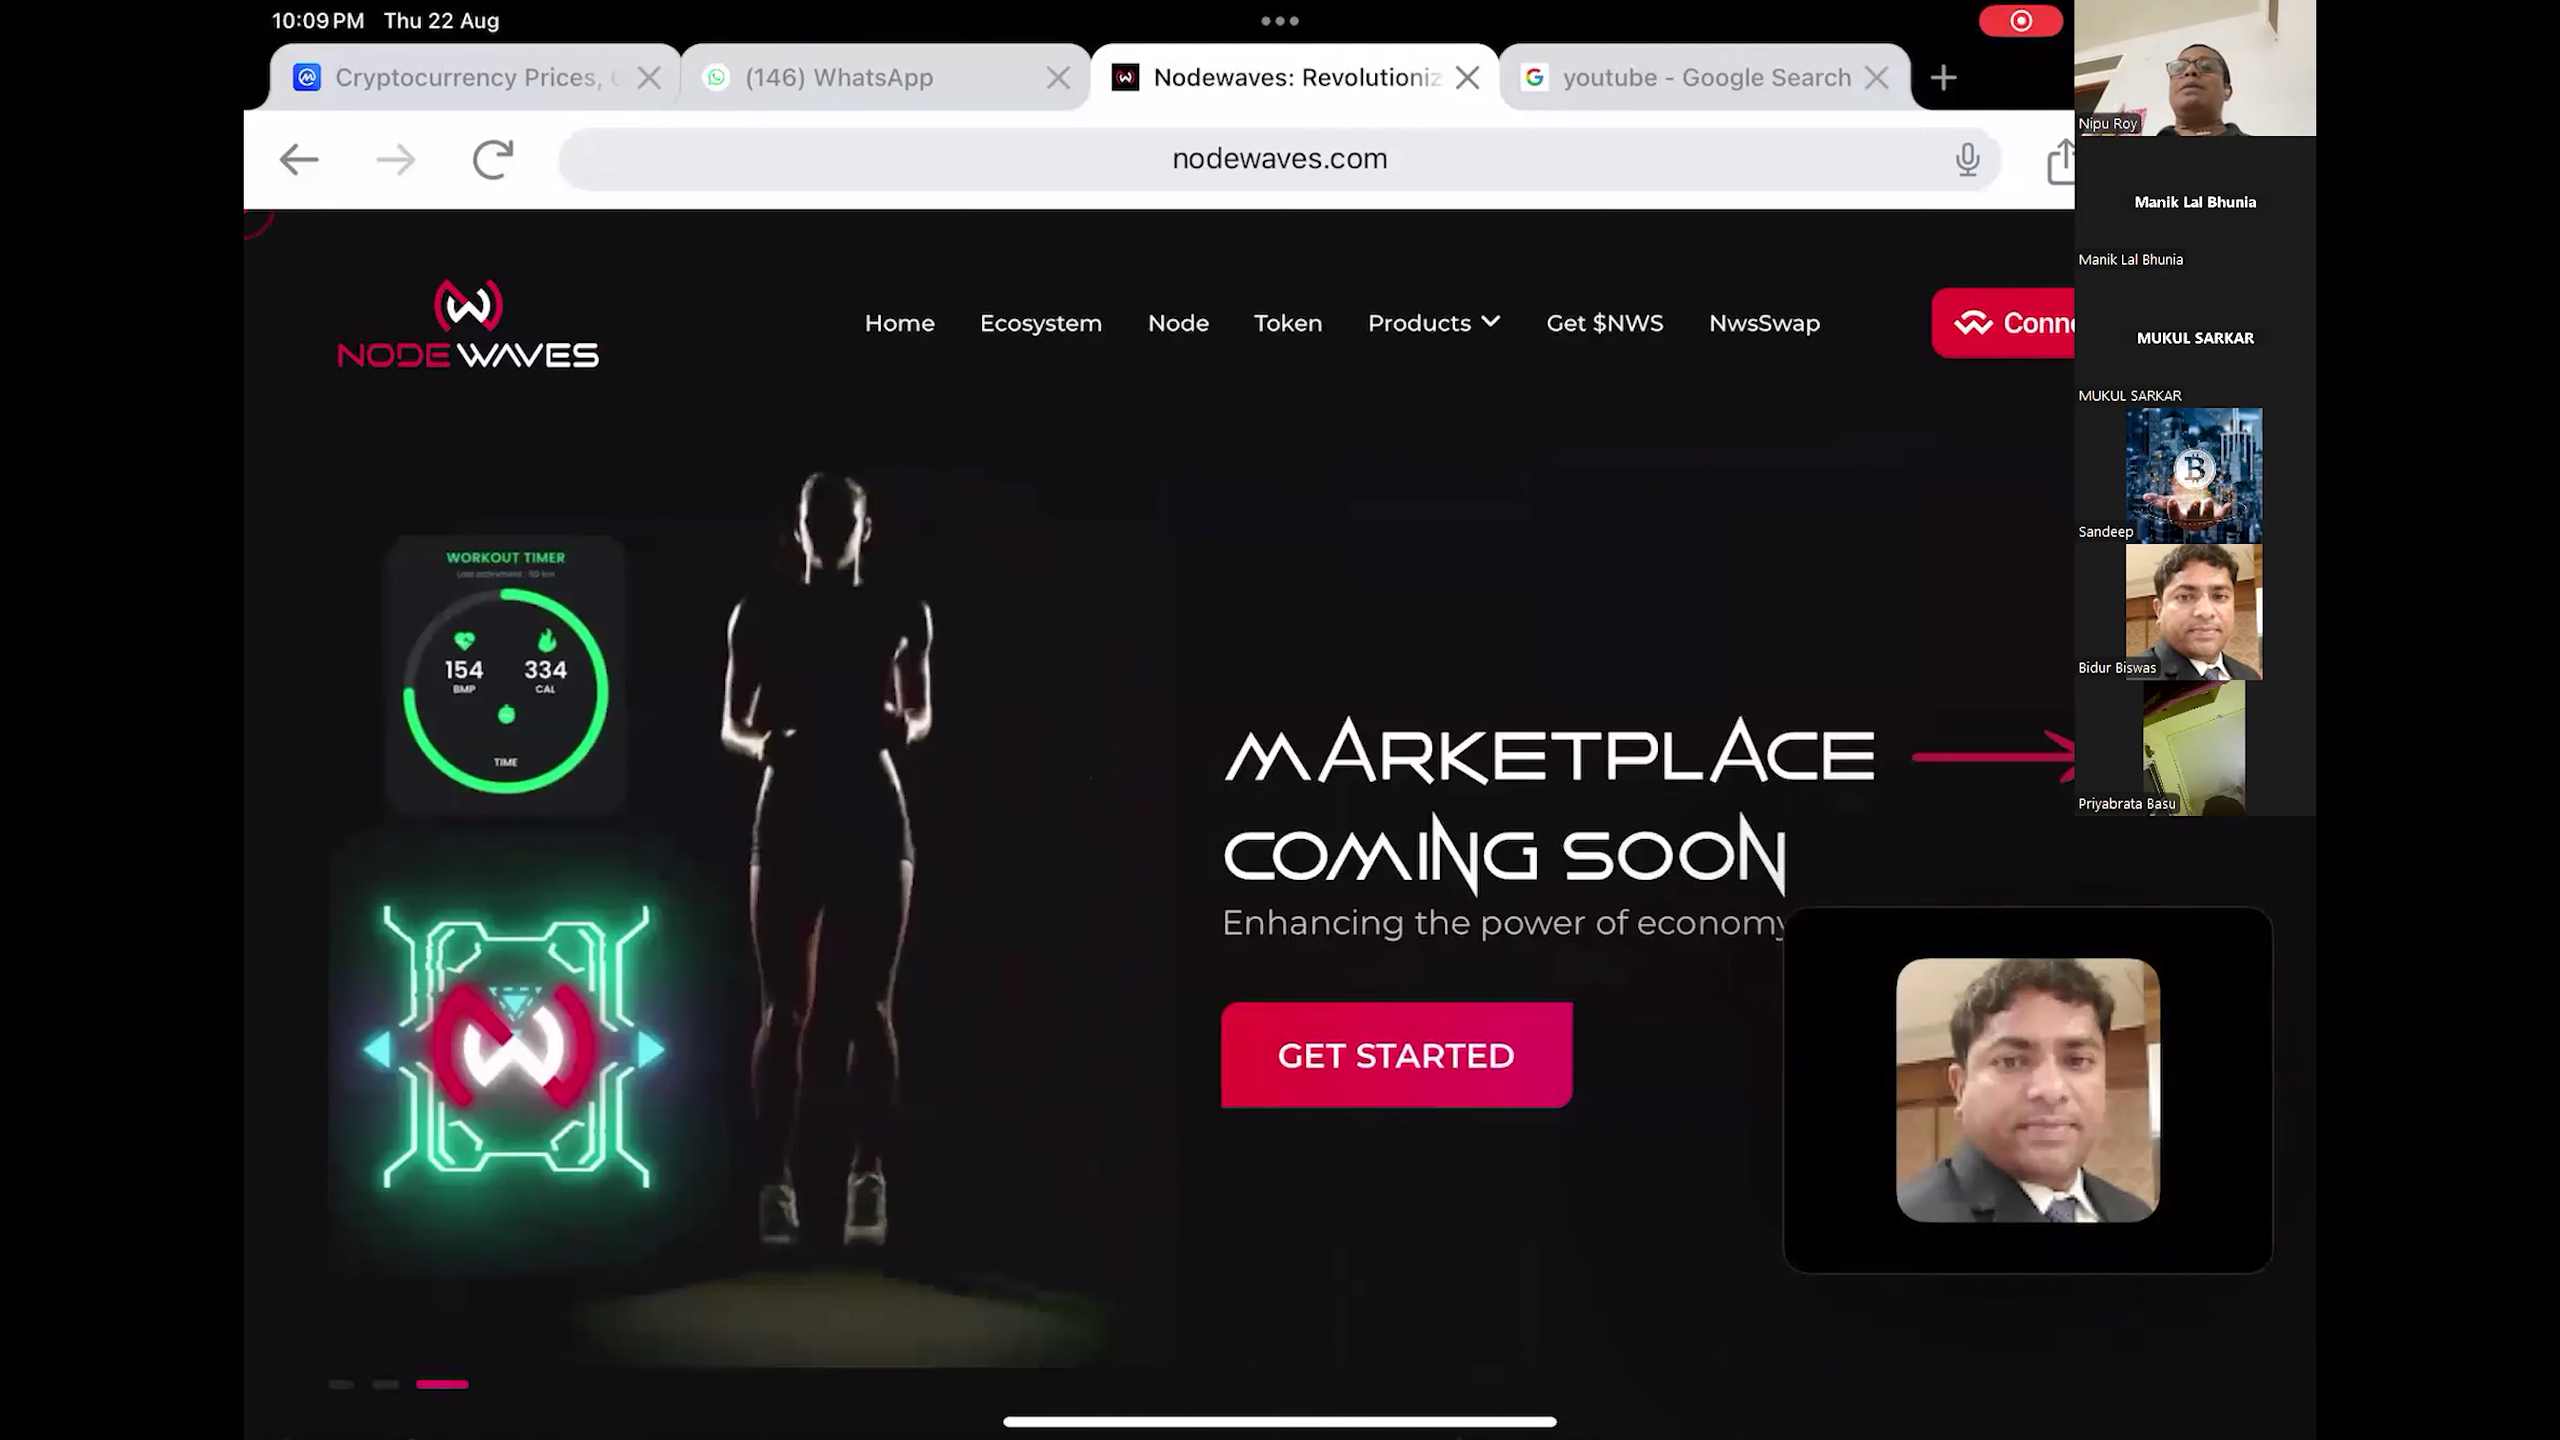 10:09 PM Thu 22 Aug
Cryptocurrency Prices,
(146) WhatsApp
Nodewaves: Revolutioniz
youtube - Google Search
nodewaves.com
NODE WAVES
Home
Ecosystem
Node
Token
Products
Get $NWS
NwsSwap
Conne
WORKOUT TIMER
154
BMP
334
CAL
TIME
MARKETPLACE
COMING SOON
Enhancing the power of economy
GET STARTED
Nipu Roy
Manik Lal Bhunia
Manik Lal Bhunia
MUKUL SARKAR
MUKUL SARKAR
Sandeep
Bidur Biswas
Priyabrata Basu